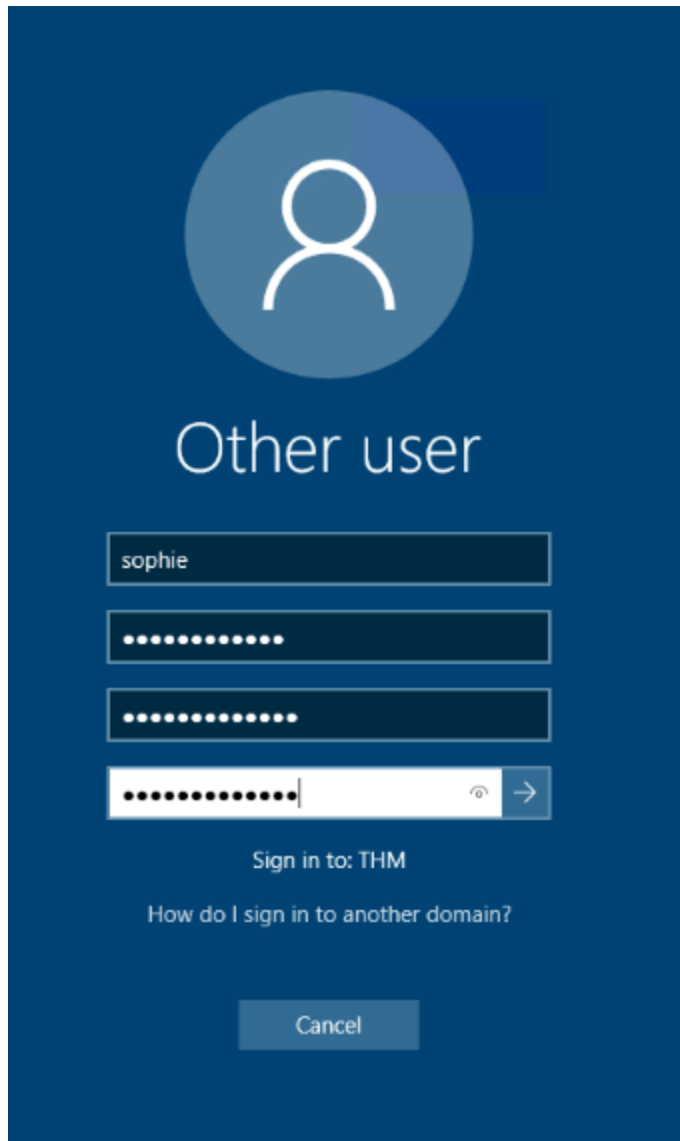 Other user
sophie
••••••••••••
•••••••••••••
•••••••••••••
Sign in to: THM
How do I sign in to another domain?
Cancel